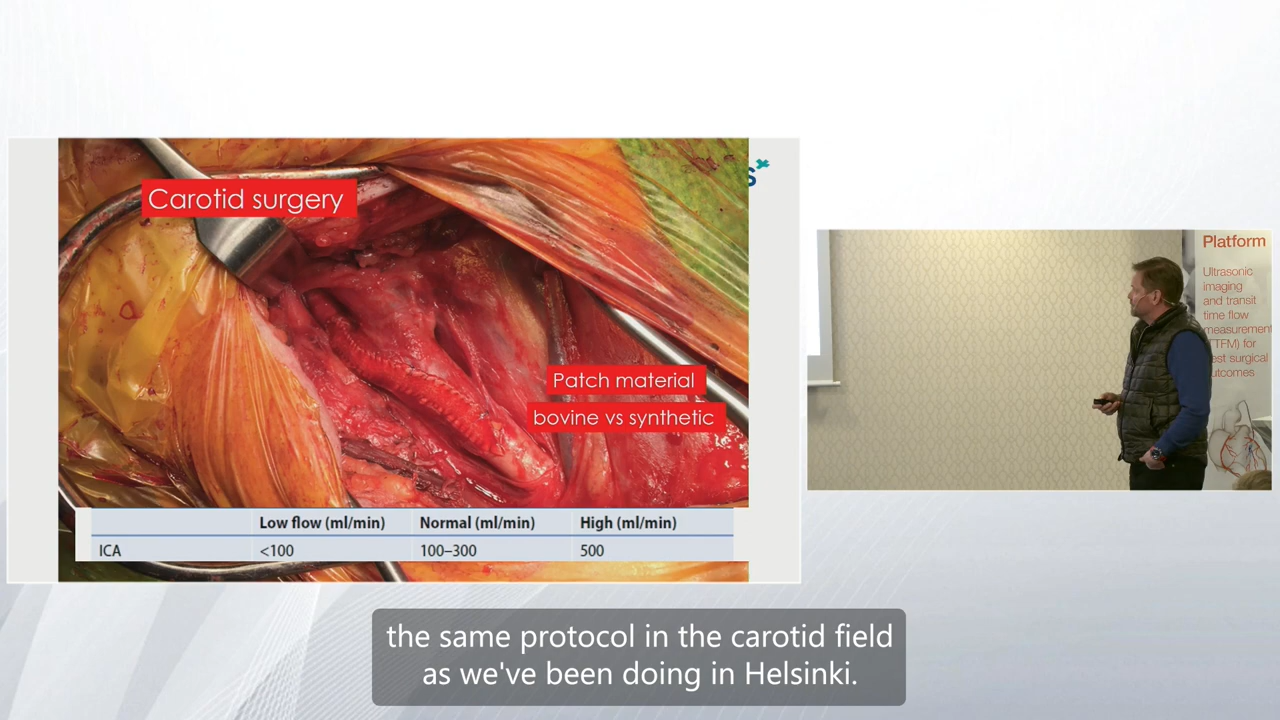 Carotid surgery
Patch material
bovine vs synthetic
Low flow (ml/min) Normal (ml/min) High (ml/min)
ICA <100 100–300 500
Platform
Ultrasonic
imaging
and transit
time flow
measurement
for
surgical
the same protocol in the carotid field
as we've been doing in Helsinki.